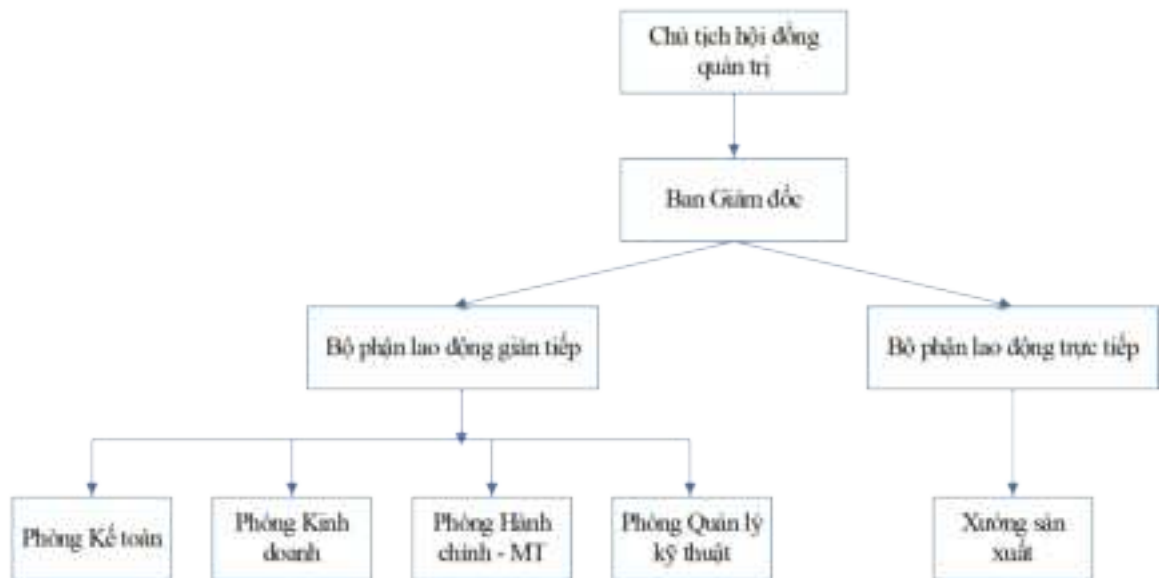 Chủ tịch hội đồng
quản trị
Ban Giám đốc
Bộ phận lao động gián tiếp
Bộ phận lao động trực tiếp
Phòng Kế toán
Phòng Kinh
doanh
Phòng Hành
chính - MT
Phòng Quản lý
kỹ thuật
Xưởng sản
xuất